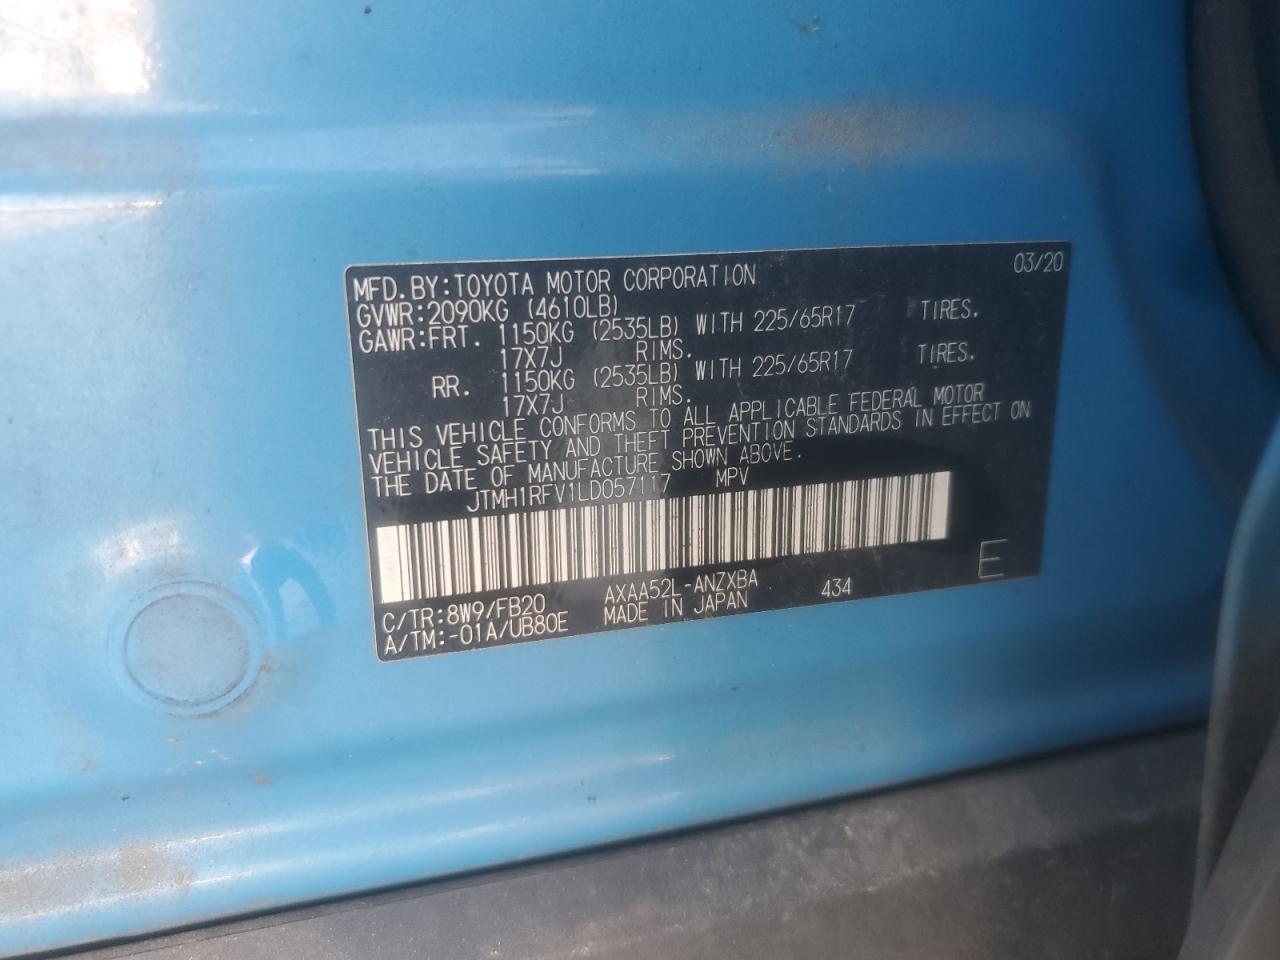 MFD.BY:TOYOTA MOTOR CORPORATION 03/20
GVWR:2090KG (4610LB)
GAWR:FRT. 1150KG (2535LB) WITH 225/65R17 TIRES.
17X7J RIMS.
RR. 1150KG (2535LB) WITH 225/65R17 TIRES.
17X7J RIMS.
THIS VEHICLE CONFORMS TO ALL APPLICABLE FEDERAL MOTOR
VEHICLE SAFETY AND THEFT PREVENTION STANDARDS IN EFFECT ON
THE DATE OF MANUFACTURE SHOWN ABOVE.
JTMH1RFV1LD057117 MPV
E
C/TR:8W9/FB20 AXAA52L-ANZXBA 434
A/TM:-01A/UB80E MADE IN JAPAN